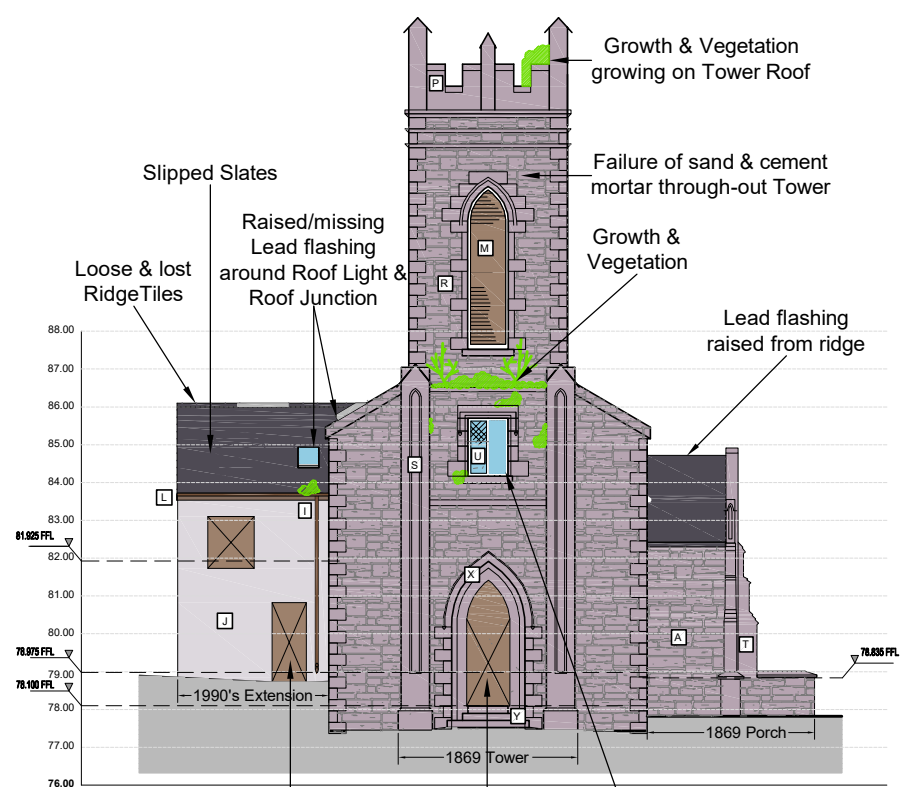 Growth & Vegetation
growing on Tower Roof
P
Failure of sand & cement
mortar through-out Tower
Slipped Slates
Raised/missing
Lead flashing
around Roof Light &
Roof Junction
Growth &
Vegetation
M
R
Loose & lost
RidgeTiles
Lead flashing
raised from ridge
88.00
87.00
86.00
85.00
84.00
83.00
82.00
81.00
80.00
79.00
78.00
77.00
76.00
81.925 FFL
78.975 FFL
78.100 FFL
78.835 FFL
U
S
L
I
X
J
A
T
Y
1990's Extension
1869 Tower
1869 Porch